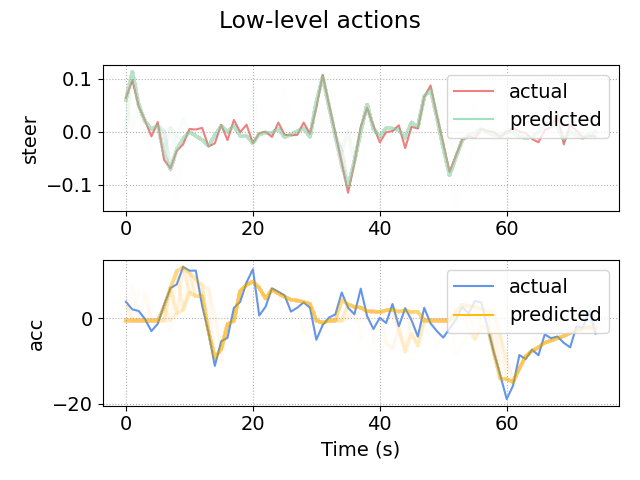 Low-level actions
steer
0.1
0.0
−0.1
actual
predicted
0
20
40
60
acc
0
−20
actual
predicted
0
20
40
60
Time (s)